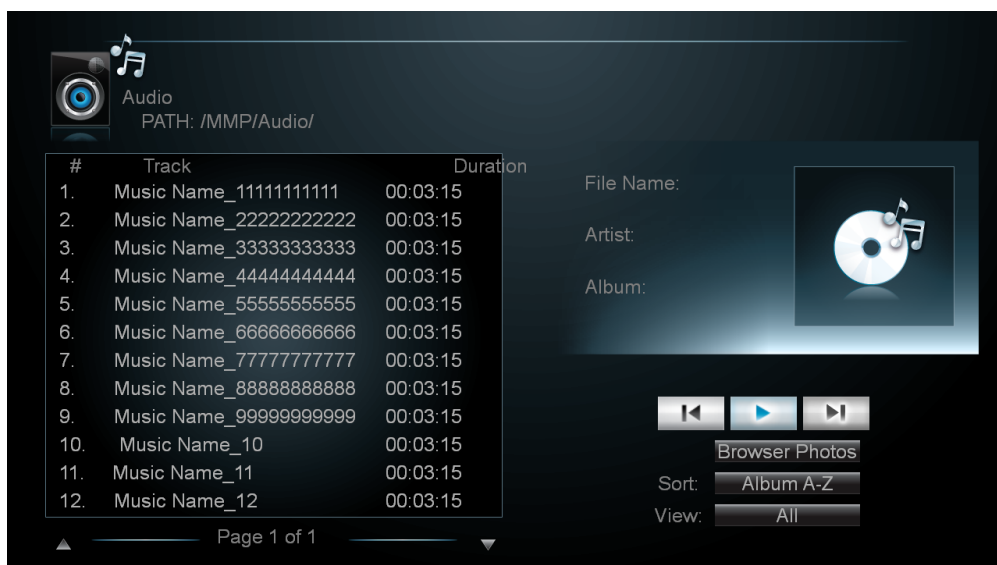 Audio
PATH: /MMP/Audio/
# Track Duration
1. Music Name_11111111111 00:03:15
2. Music Name_22222222222 00:03:15
3. Music Name_33333333333 00:03:15
4. Music Name_44444444444 00:03:15
5. Music Name_55555555555 00:03:15
6. Music Name_66666666666 00:03:15
7. Music Name_77777777777 00:03:15
8. Music Name_88888888888 00:03:15
9. Music Name_99999999999 00:03:15
10. Music Name_10 00:03:15
11. Music Name_11 00:03:15
12. Music Name_12 00:03:15
Page 1 of 1
File Name:
Artist:
Album:
Browser Photos
Sort: Album A-Z
View: All